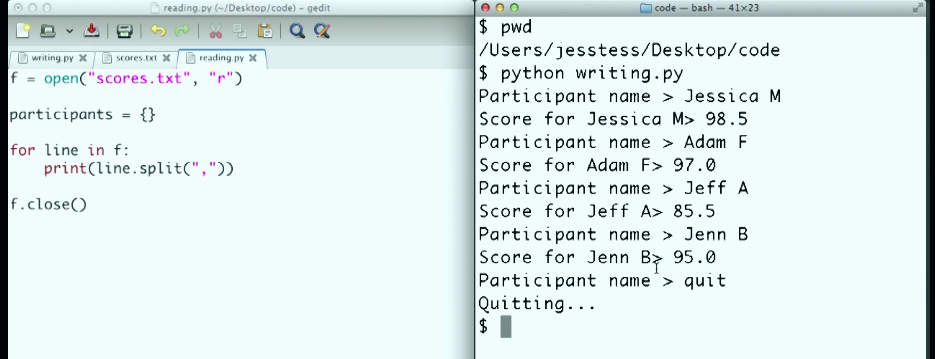 reading.py (~/Desktop/code) - gedit
writing.py
scores.txt
reading.py
f = open("scores.txt", "r")
participants = {}
for line in f:
    print(line.split(","))
f.close()
code — bash — 41×23
$ pwd
/Users/jesstess/Desktop/code
$ python writing.py
Participant name > Jessica M
Score for Jessica M> 98.5
Participant name > Adam F
Score for Adam F> 97.0
Participant name > Jeff A
Score for Jeff A> 85.5
Participant name > Jenn B
Score for Jenn B> 95.0
Participant name > quit
Quitting...
$